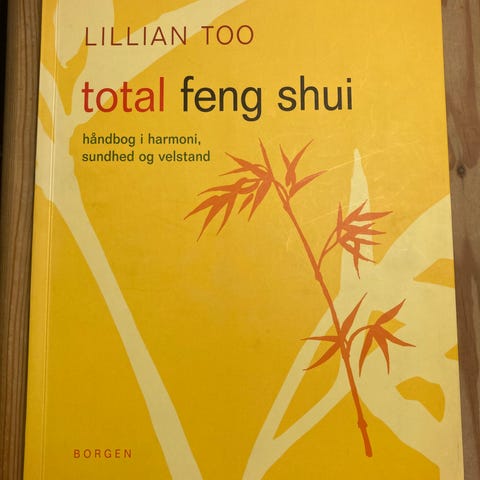 LILLIAN TOO
total feng shui
håndbog i harmoni,
sundhed og velstand
BORGEN